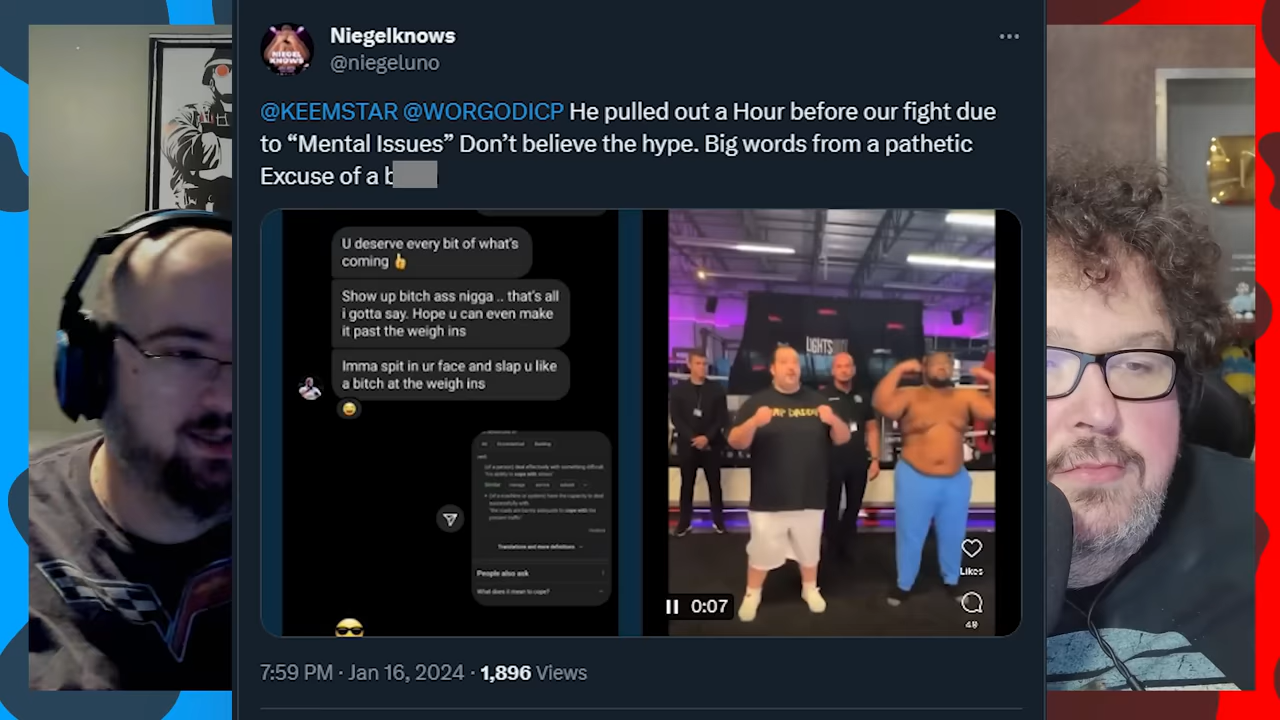 Niegelknows
@niegeluno
@KEEMSTAR @WORGODICP He pulled out a Hour before our fight due
to “Mental Issues” Don’t believe the hype. Big words from a pathetic
Excuse of a b
U deserve every bit of what's
coming 👆
Show up bitch ass nigga .. that's all
i gotta say. Hope u can even make
it past the weigh ins
Imma spit in ur face and slap u like
a bitch at the weigh ins
Translations and more definitions
People also ask
What does it mean to cope?
LIGHTS
DADDY
0:07
Likes
49
7:59 PM · Jan 16, 2024 · 1,896 Views